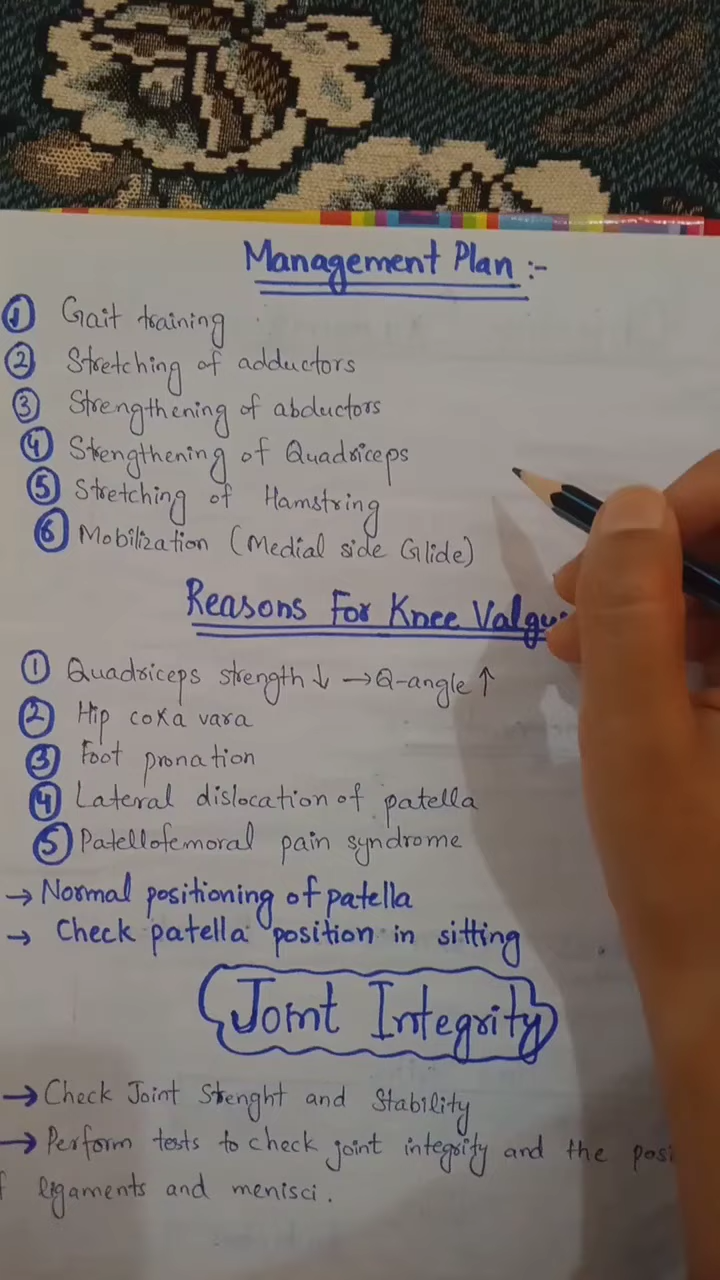 Management Plan :-
① Gait training
② Stretching of adductors
③ Strengthening of abductors
④ Stengthening of Quadriceps
⑤ Stretching of Hamstring
⑥ Mobilization (Medial side Glide)
Reasons For Knee
① Quadriceps strength ↓ → Q-angle ↑
② Hip coxa vara
③ Foot pronation
④ Lateral dislocation of patella
⑤ Patellofemoral pain syndrome
→ Normal positioning of patella
→ Check patella position in sitting
Joint Integrity
→ Check Joint Strenght and Stability
→ Perform tests to check joint integrity and the
ligaments and menisci.